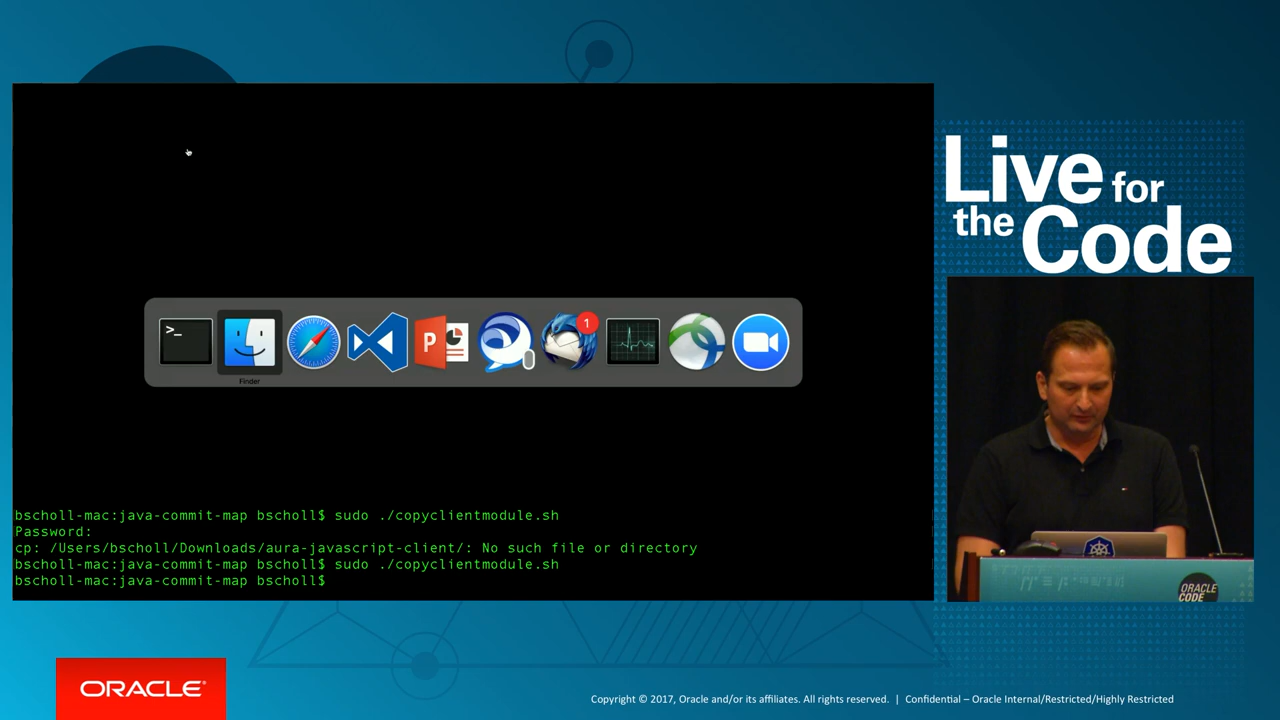 Live for
the Code
>_
P
1
Finder
bscholl-mac:java-commit-map bscholl$ sudo ./copyclientmodule.sh
Password:
cp: /Users/bscholl/Downloads/aura-javascript-client/: No such file or directory
bscholl-mac:java-commit-map bscholl$ sudo ./copyclientmodule.sh
bscholl-mac:java-commit-map bscholl$
ORACLE
CODE
ORACLE®
Copyright © 2017, Oracle and/or its affiliates. All rights reserved. | Confidential – Oracle Internal/Restricted/Highly Restricted